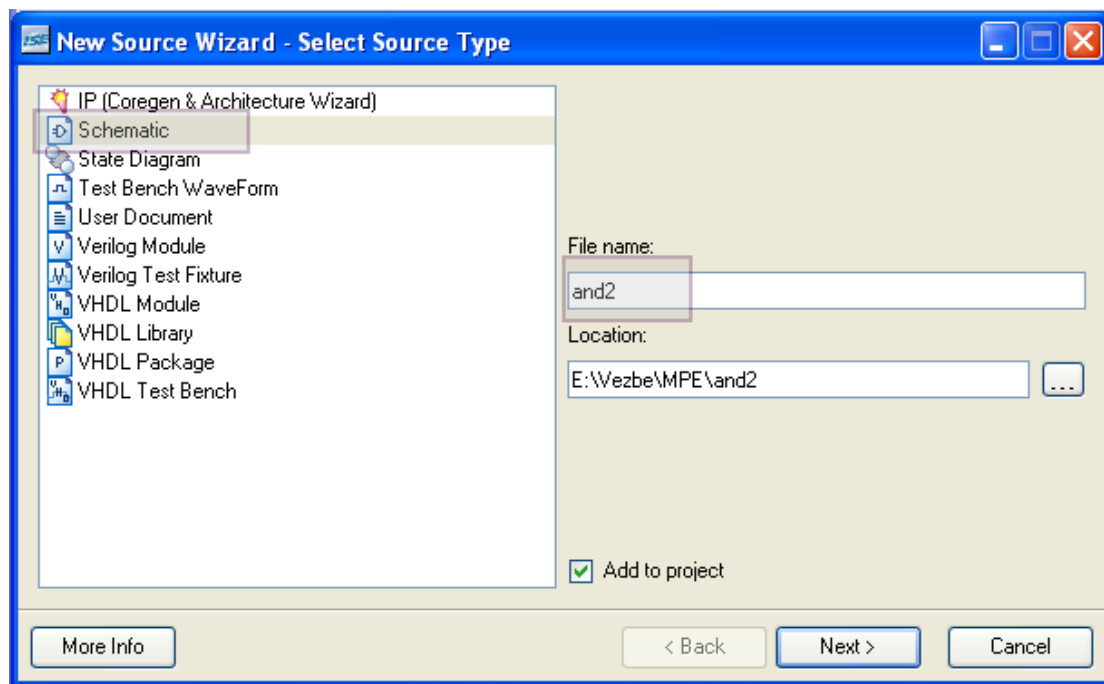 ISE New Source Wizard - Select Source Type
IP (Coregen & Architecture Wizard)
Schematic
State Diagram
Test Bench WaveForm
User Document
Verilog Module
Verilog Test Fixture
VHDL Module
VHDL Library
VHDL Package
VHDL Test Bench
File name:
and2
Location:
E:\Vezbe\MPE\and2
...
Add to project
More Info
< Back
Next >
Cancel